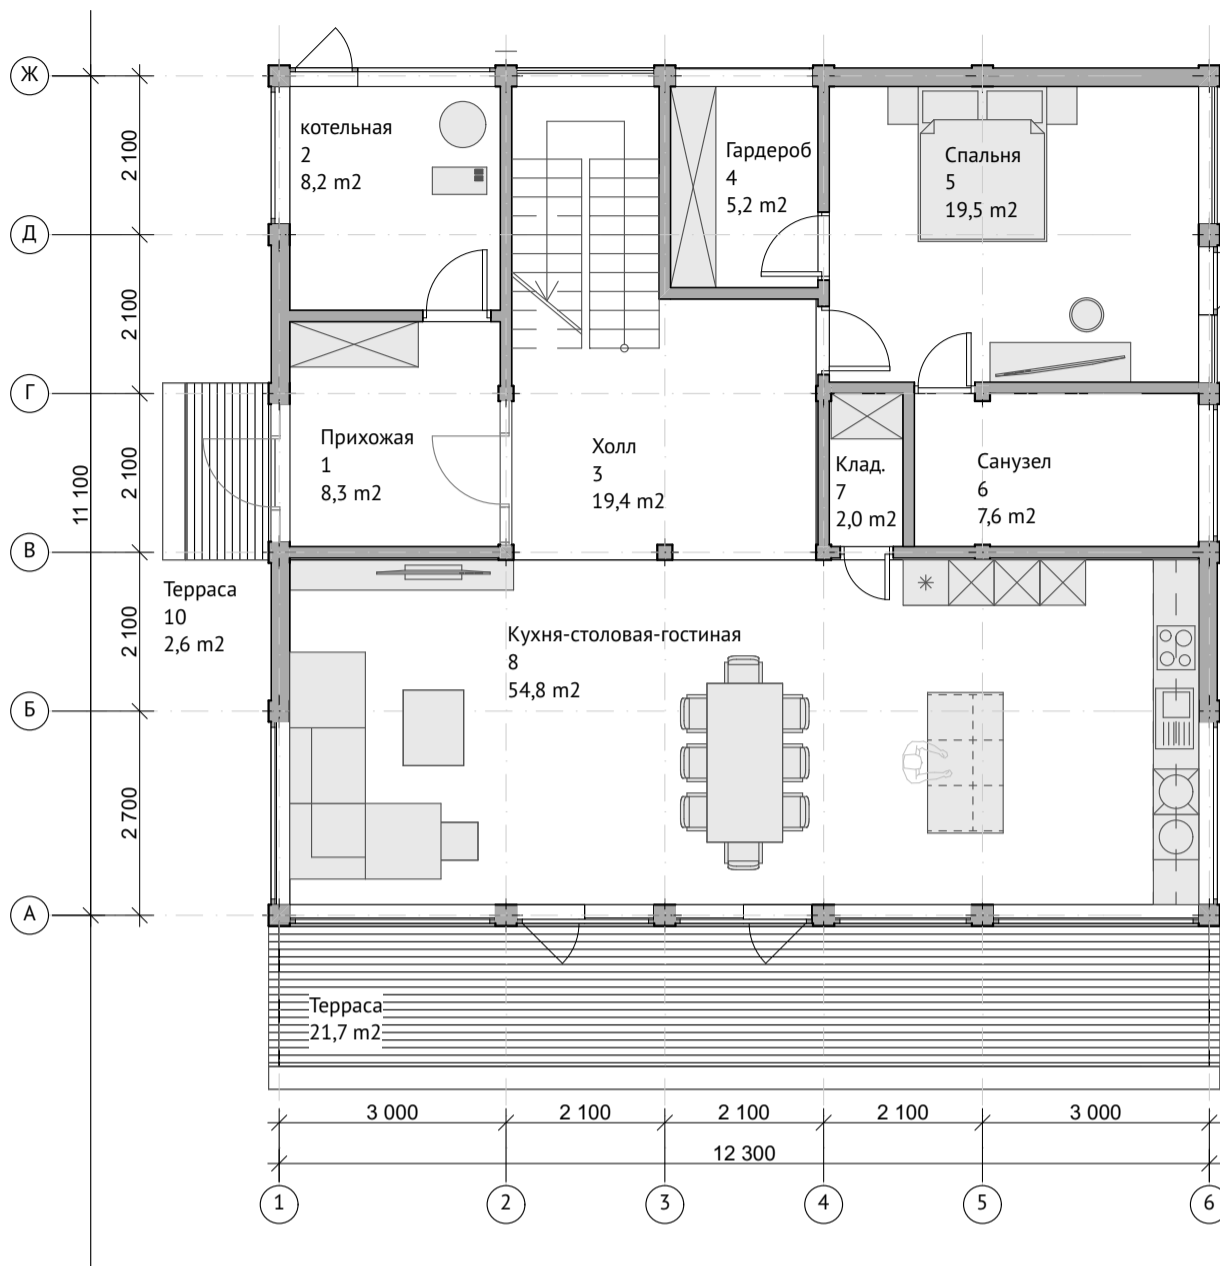 Ж
Д
Г
В
Б
А
2 100
2 100
2 100
2 100
2 700
11 100
котельная
2
8,2 m2
Гардероб
4
5,2 m2
Спальня
5
19,5 m2
Прихожая
1
8,3 m2
Холл
3
19,4 m2
Клад.
7
2,0 m2
Санузел
6
7,6 m2
Терраса
10
2,6 m2
Кухня-столовая-гостиная
8
54,8 m2
Терраса
21,7 m2
3 000
2 100
2 100
2 100
3 000
12 300
1
2
3
4
5
6